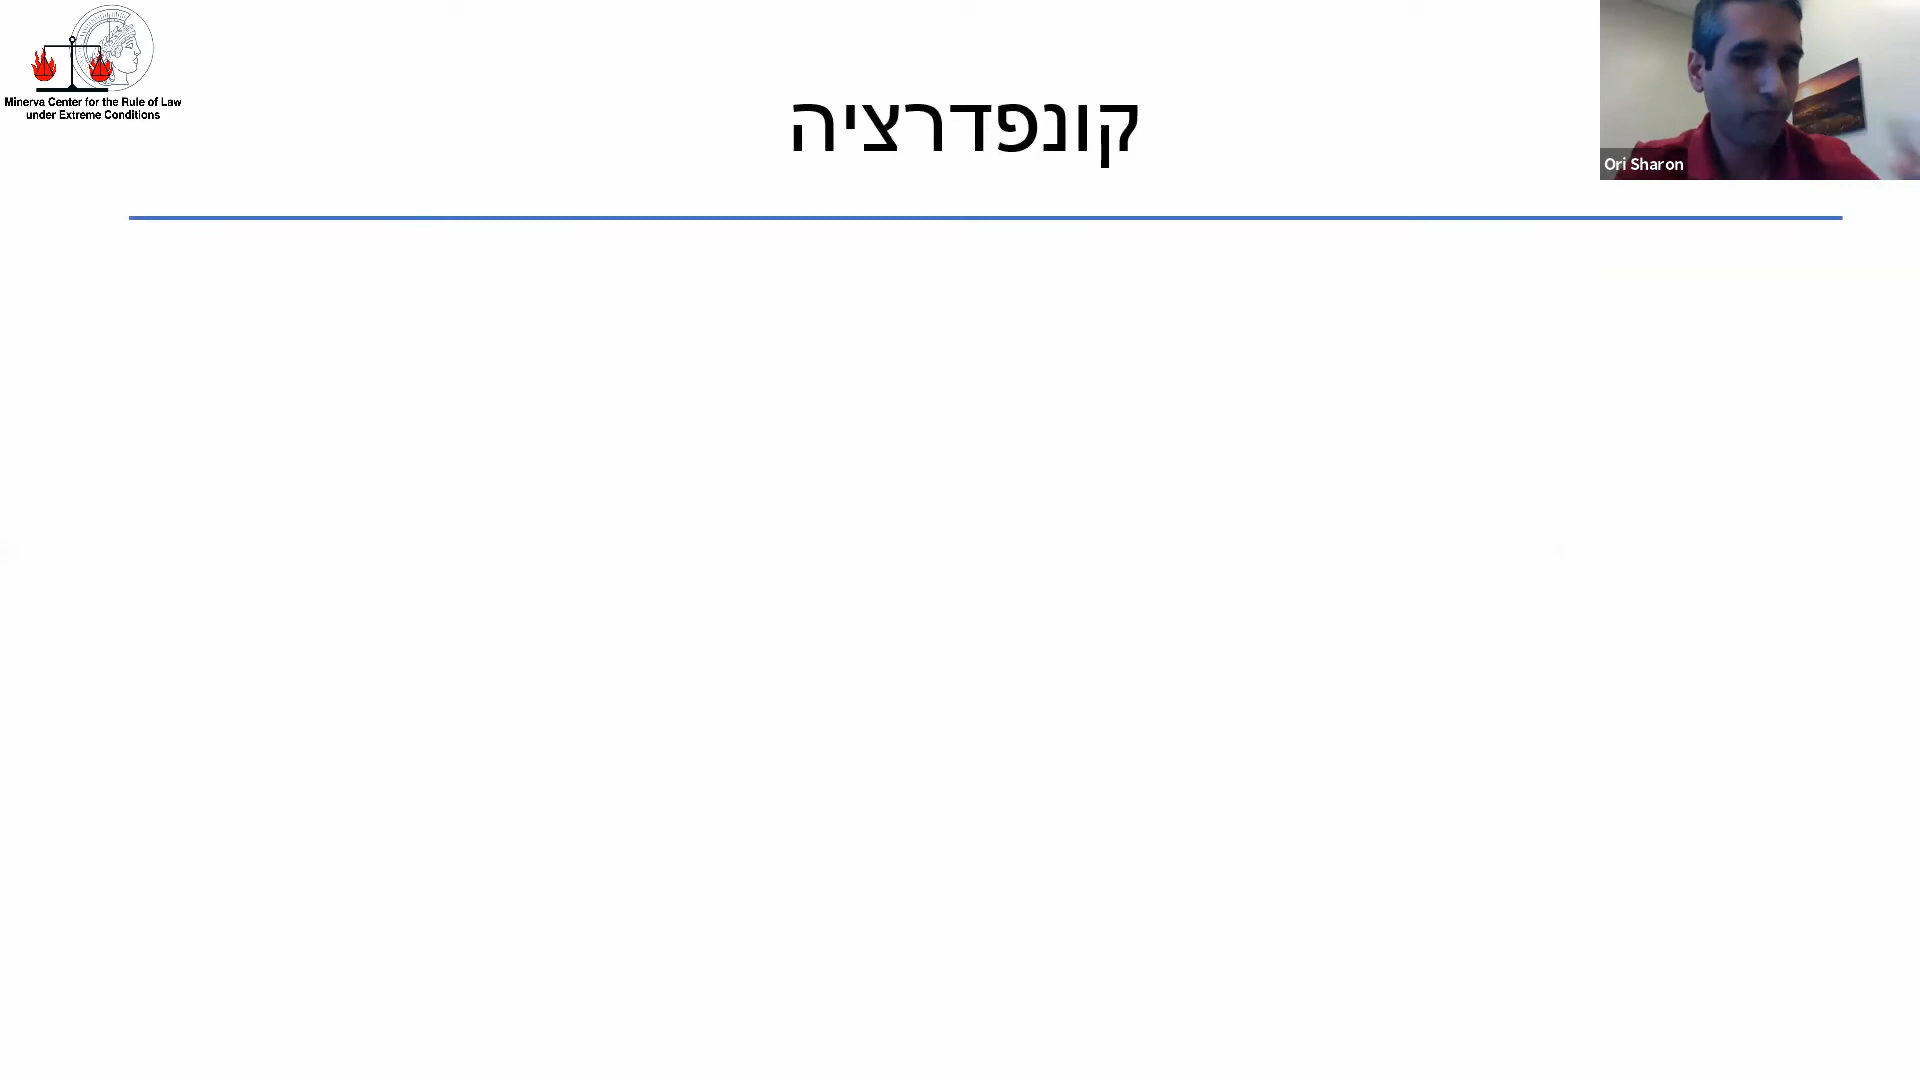 Minerva Center for the Rule of Law
under Extreme Conditions
קונפדרציה
Ori Sharon